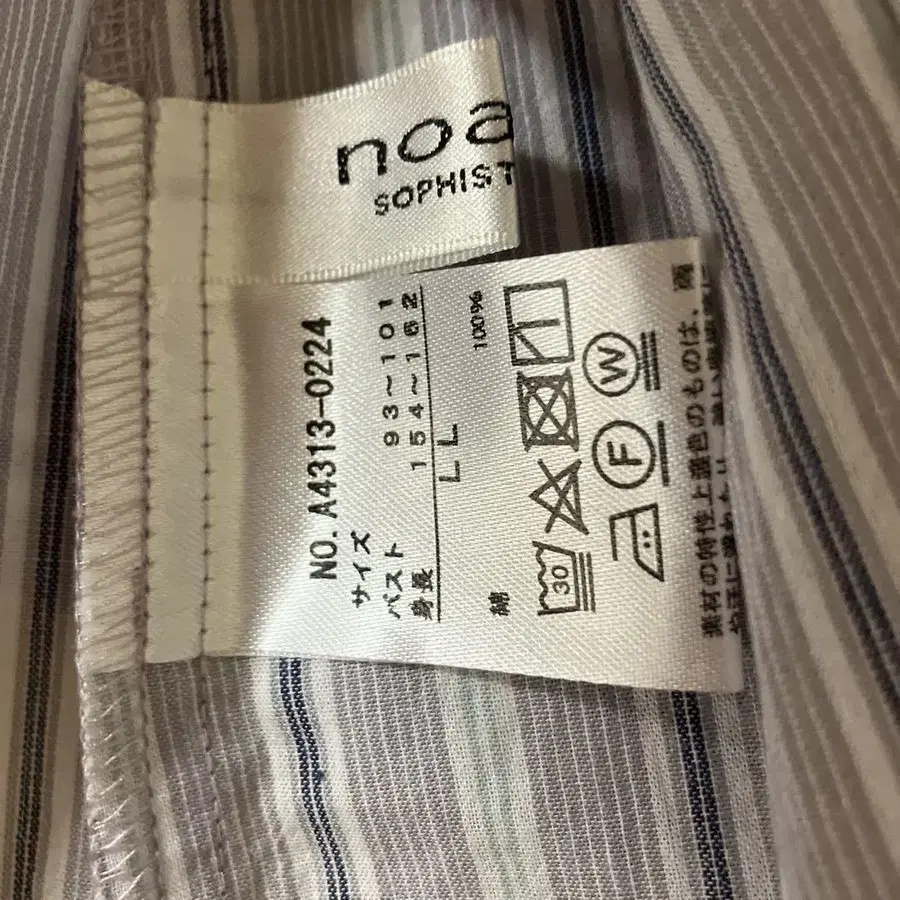 noa
SOPHIST
NO. A4313-0224
サイズ
バスト 93～101
身長 154～162
LL
綿 100%
30
F W
素材の特性上濃色のものは、雨